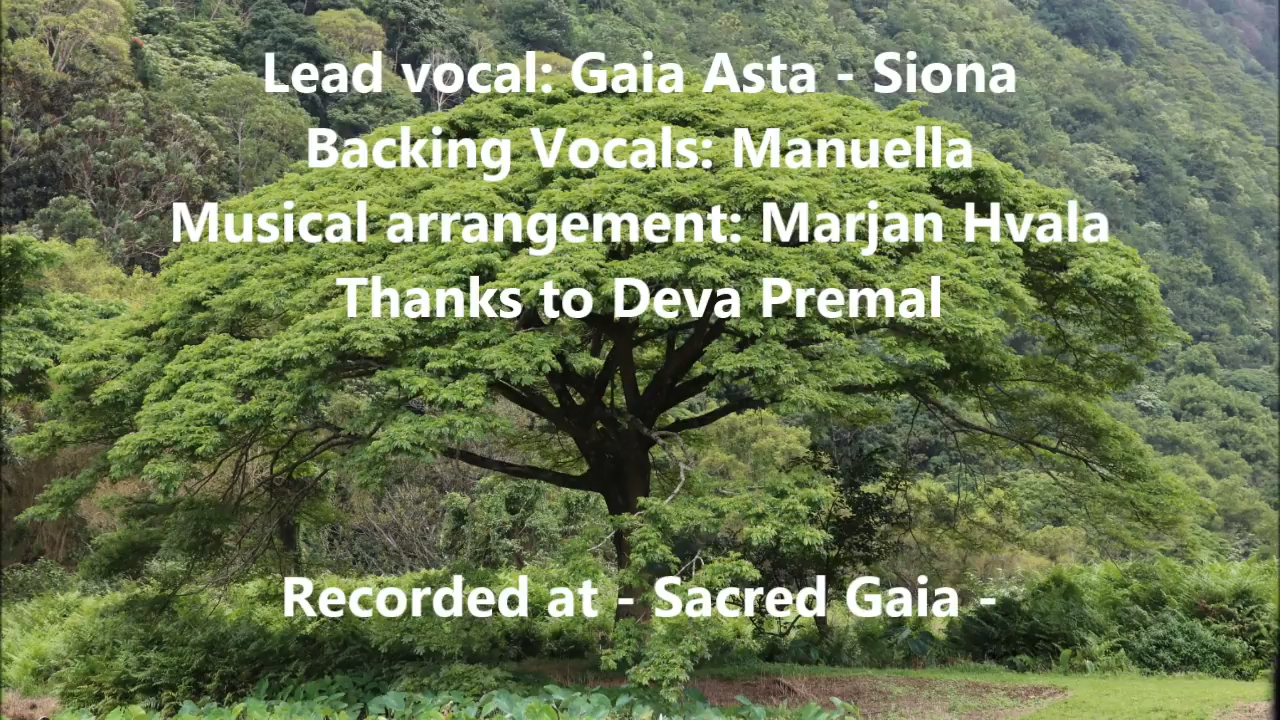 Lead vocal: Gaia Asta - Siona
Backing Vocals: Manuella
Musical arrangement: Marjan Hvala
Thanks to Deva Premal
Recorded at - Sacred Gaia -